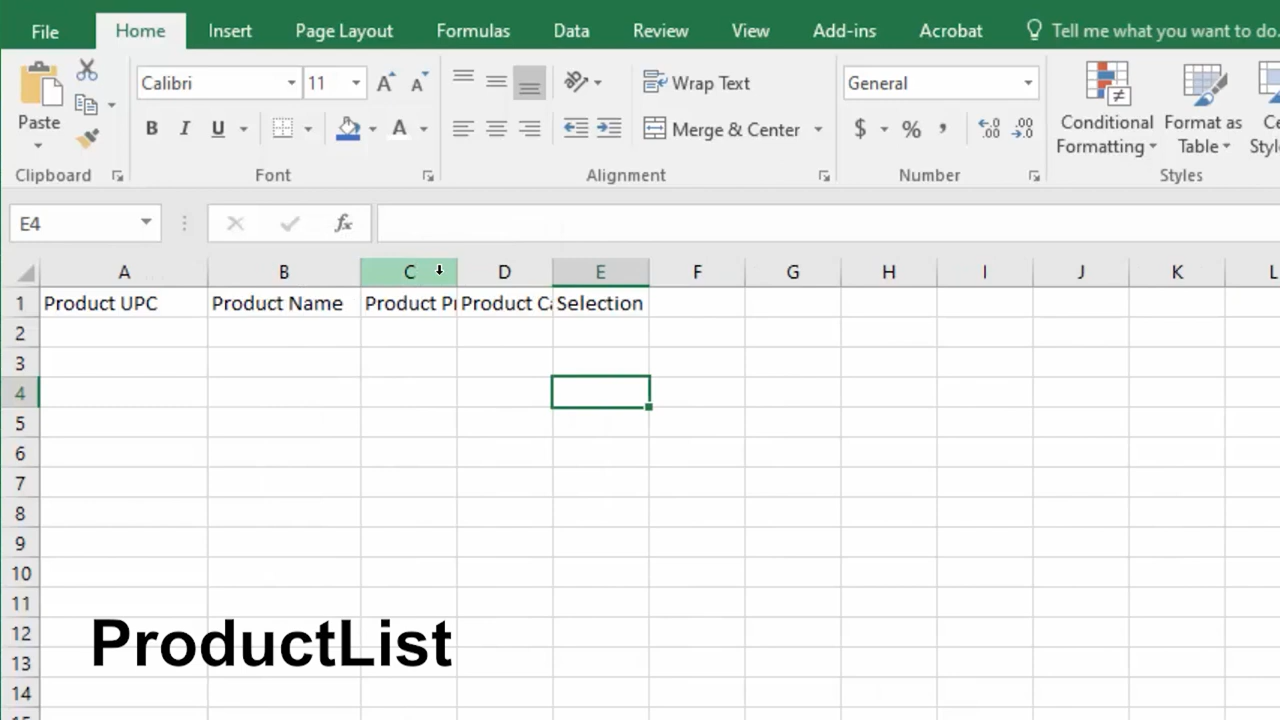 File Home Insert Page Layout Formulas Data Review View Add-ins Acrobat Tell me what you want to do.
Calibri 11 A A Wrap Text General
Paste B I U A Merge & Center $ % , Conditional Formatting Format as Table
Clipboard Font Alignment Number Styles
E4 fx
A B C D E F G H I J K L
1 Product UPC Product Name Product Product Selection
2
3
4
5
6
7
8
9
10
11
12
13
14
ProductList